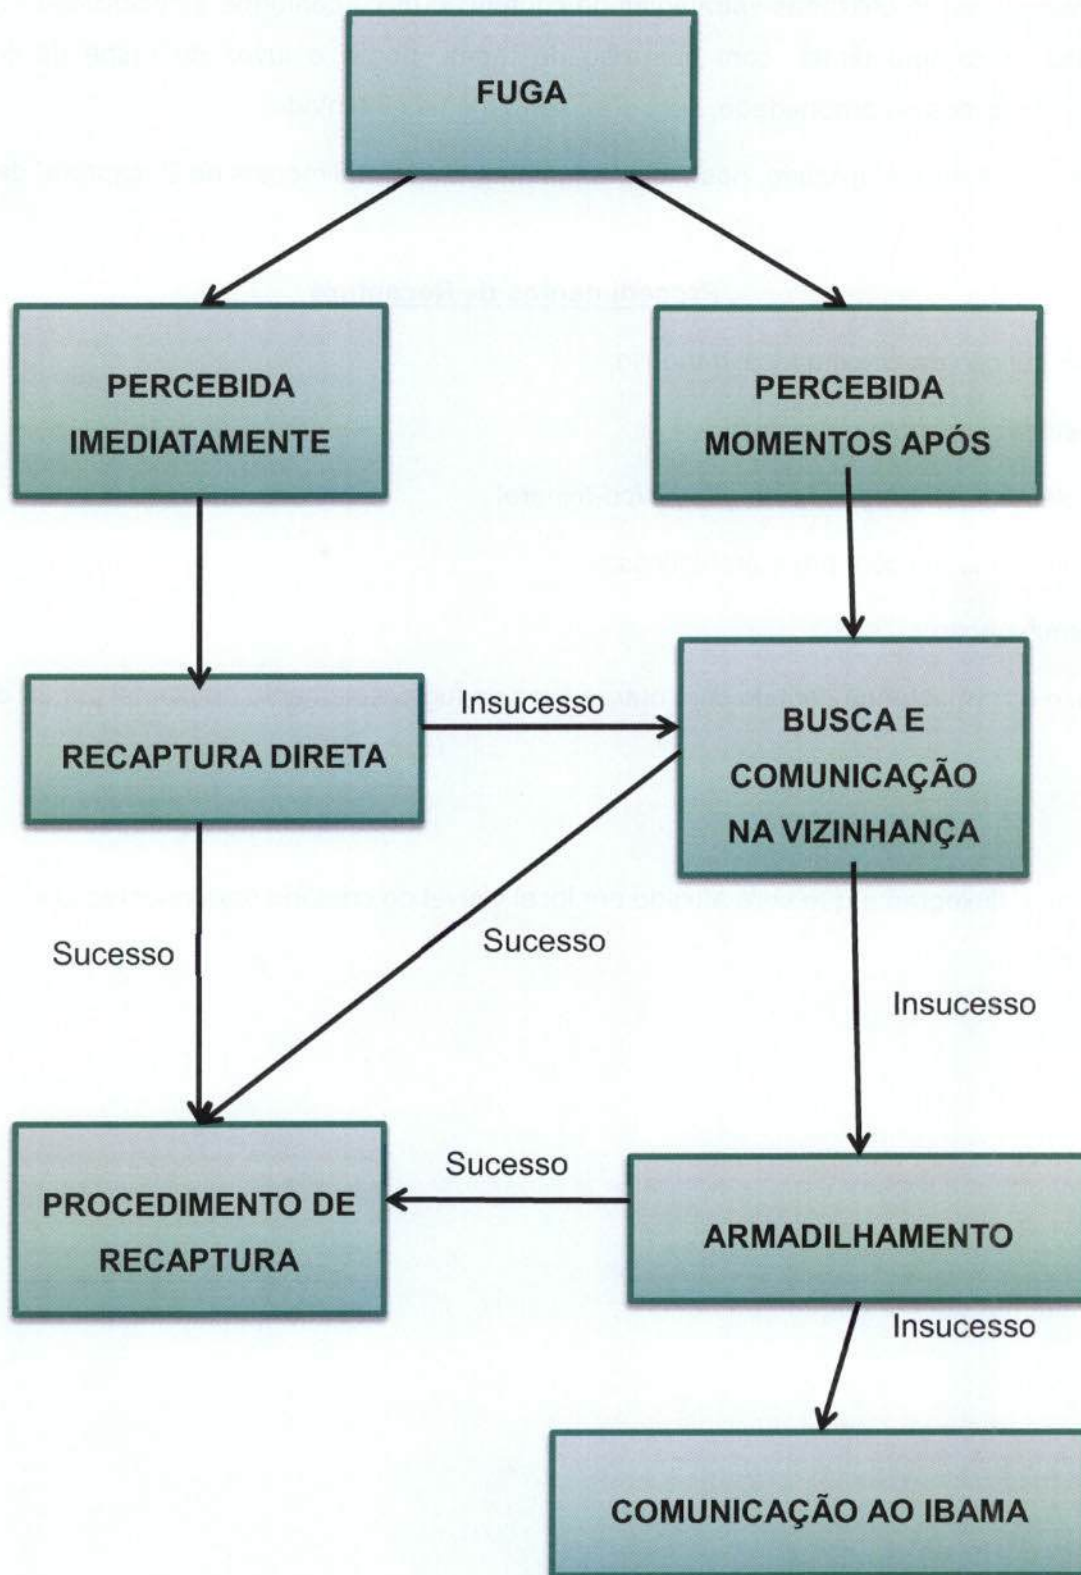 FUGA
PERCEBIDA
IMEDIATAMENTE
PERCEBIDA
MOMENTOS APÓS
RECAPTURA DIRETA
Insucesso
BUSCA E
COMUNICAÇÃO
NA VIZINHANÇA
Sucesso
Sucesso
Insucesso
PROCEDIMENTO DE
RECAPTURA
Sucesso
ARMADILHAMENTO
Insucesso
COMUNICAÇÃO AO IBAMA